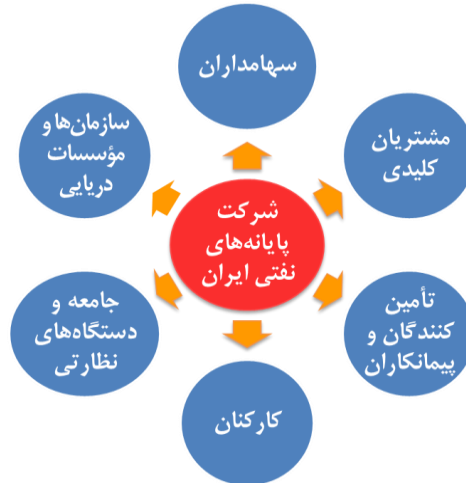 سهامداران
مشتریان
کلیدی
سازمان‌ها و
مؤسسات
دریایی
شرکت
پایانه‌های
نفتی ایران
تأمین
کنندگان و
پیمانکاران
جامعه و
دستگاه‌های
نظارتی
کارکنان